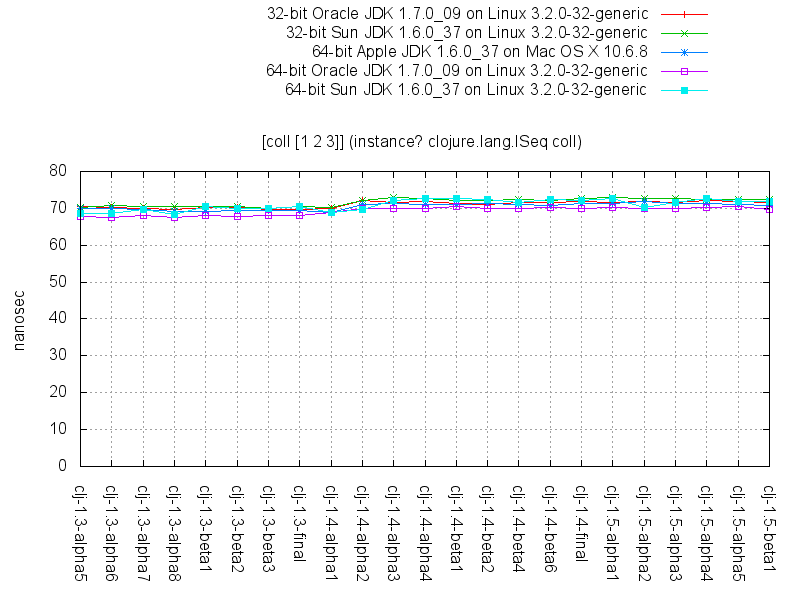 32-bit Oracle JDK 1.7.0_09 on Linux 3.2.0-32-generic
32-bit Sun JDK 1.6.0_37 on Linux 3.2.0-32-generic
64-bit Apple JDK 1.6.0_37 on Mac OS X 10.6.8
64-bit Oracle JDK 1.7.0_09 on Linux 3.2.0-32-generic
64-bit Sun JDK 1.6.0_37 on Linux 3.2.0-32-generic
[coll [1 2 3]] (instance? clojure.lang.ISeq coll)
80
70
60
50
40
30
20
10
0
nanosec
clj-1.3-alpha5
clj-1.3-alpha6
clj-1.3-alpha7
clj-1.3-alpha8
clj-1.3-beta1
clj-1.3-beta2
clj-1.3-beta3
clj-1.3-final
clj-1.4-alpha1
clj-1.4-alpha2
clj-1.4-alpha3
clj-1.4-alpha4
clj-1.4-beta1
clj-1.4-beta2
clj-1.4-beta4
clj-1.4-beta6
clj-1.4-final
clj-1.5-alpha1
clj-1.5-alpha2
clj-1.5-alpha3
clj-1.5-alpha4
clj-1.5-alpha5
clj-1.5-beta1